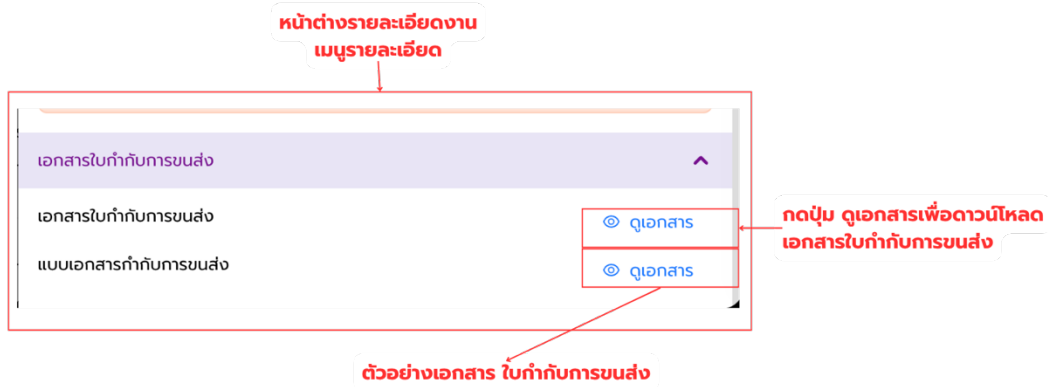 หน้าต่างรายละเอียดงาน
เมนูรายละเอียด
เอกสารใบกำกับการขนส่ง
เอกสารใบกำกับการขนส่ง
ดูเอกสาร
กดปุ่ม ดูเอกสารเพื่อดาวน์โหลด
เอกสารใบกำกับการขนส่ง
แบบเอกสารกำกับการขนส่ง
ดูเอกสาร
ตัวอย่างเอกสาร ใบกำกับการขนส่ง